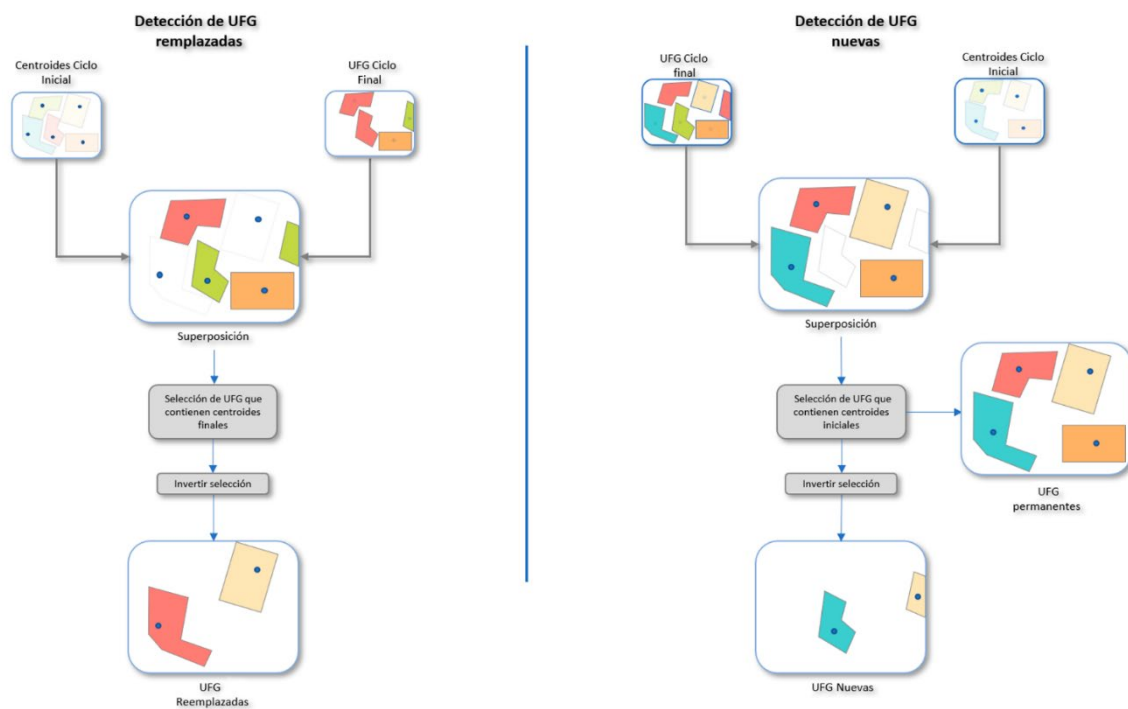 Detección de UFG
remplazadas
Centroides Ciclo
Inicial
UFG Ciclo
Final
Superposición
Selección de UFG que
contienen centroides
finales
Invertir selección
UFG
Reemplazadas
Detección de UFG
nuevas
UFG Ciclo
final
Centroides Ciclo
Inicial
Superposición
Selección de UFG que
contienen centroides
iniciales
UFG
permanentes
Invertir selección
UFG Nuevas